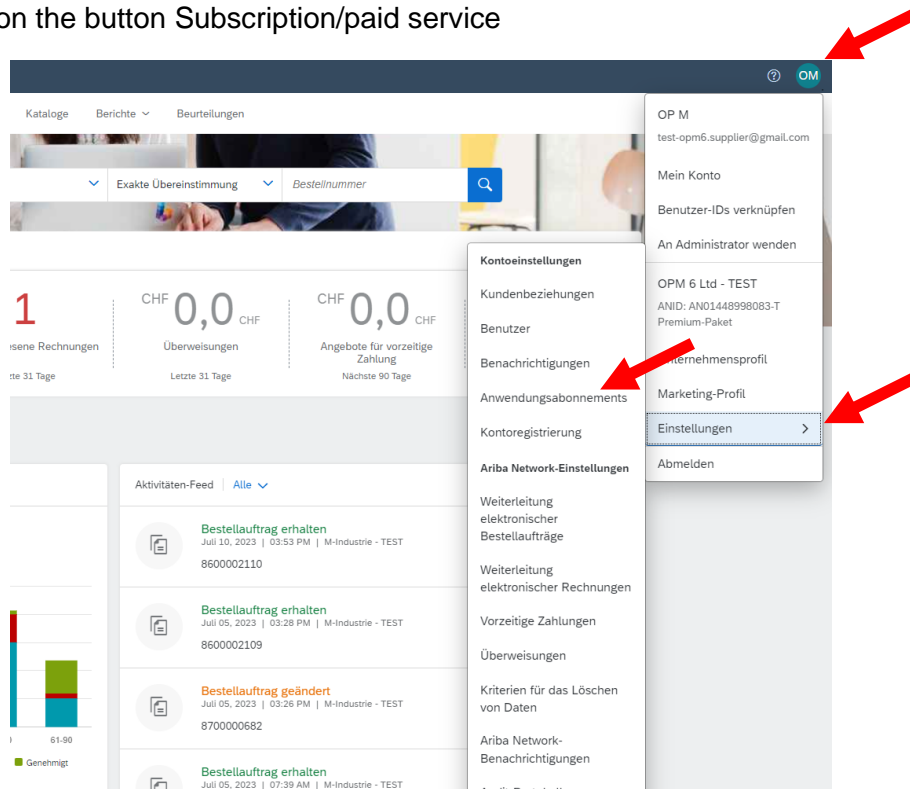 on the button Subscription/paid service
OM
Kataloge Berichte Beurteilungen
Exakte Übereinstimmung Bestellnummer
OP M
test-opm6.supplier@gmail.com
Mein Konto
Benutzer-IDs verknüpfen
An Administrator wenden
OPM 6 Ltd - TEST
ANID: AN01448998083-T
Premium-Paket
Marketing-Profil
Einstellungen
Abmelden
Kontoeinstellungen
Kundenbeziehungen
Benutzer
Benachrichtigungen
Anwendungsabonnements
Kontoregistrierung
Ariba Network-Einstellungen
Weiterleitung
elektronischer
Bestellaufträge
Weiterleitung
elektronischer Rechnungen
Vorzeitige Zahlungen
Überweisungen
Kriterien für das Löschen
von Daten
Ariba Network-
Benachrichtigungen
1
Rechnungen
31 Tage
CHF 0,0 CHF
Überweisungen
Letzte 31 Tage
CHF 0,0 CHF
Angebote für vorzeitige
Zahlung
Nächste 90 Tage
Aktivitäten-Feed Alle
Bestellauftrag erhalten
Juli 10, 2023 | 03:53 PM | M-Industrie - TEST
8600002110
Bestellauftrag erhalten
Juli 05, 2023 | 03:28 PM | M-Industrie - TEST
8600002109
Bestellauftrag geändert
Juli 05, 2023 | 03:26 PM | M-Industrie - TEST
8700000682
Bestellauftrag erhalten
Juli 05, 2023 | 07:39 AM | M-Industrie - TEST
61-90
Genehmigt